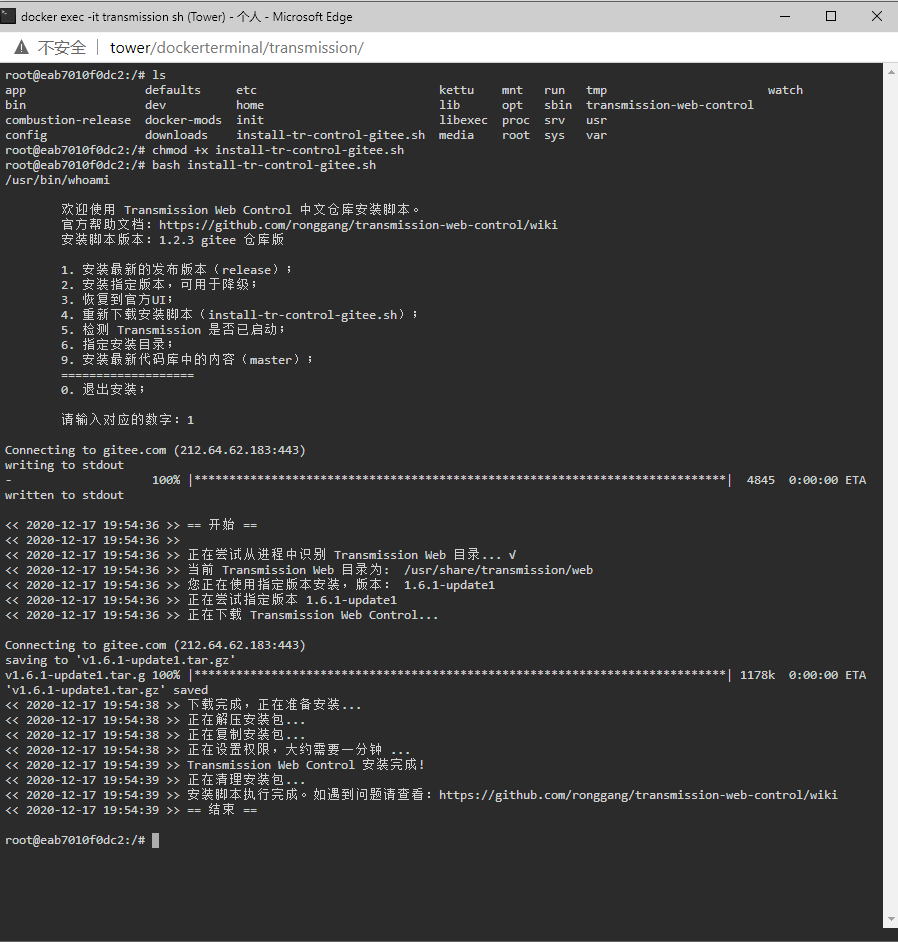 docker exec -it transmission sh (Tower) - 个人 - Microsoft Edge
不安全 | tower/dockerterminal/transmission/
root@eab7010f0dc2:/# ls
app defaults etc kettu mnt run tmp watch
bin dev home lib opt sbin transmission-web-control
combustion-release docker-mods init libexec proc srv usr
config downloads install-tr-control-gitee.sh media root sys var
root@eab7010f0dc2:/# chmod +x install-tr-control-gitee.sh
root@eab7010f0dc2:/# bash install-tr-control-gitee.sh
/usr/bin/whoami
欢迎使用 Transmission Web Control 中文仓库安装脚本。
官方帮助文档：https://github.com/ronggang/transmission-web-control/wiki
安装脚本版本：1.2.3 gitee 仓库版
1. 安装最新的发布版本（release）；
2. 安装指定版本，可用于降级；
3. 恢复到官方UI；
4. 重新下载安装脚本（install-tr-control-gitee.sh）；
5. 检测 Transmission 是否已启动；
6. 指定安装目录；
9. 安装最新代码库中的内容（master）；
===================
0. 退出安装；
请输入对应的数字：1
Connecting to gitee.com (212.64.62.183:443)
writing to stdout
- 100% |****************************************************************************| 4845 0:00:00 ETA
written to stdout
<< 2020-12-17 19:54:36 >> == 开始 ==
<< 2020-12-17 19:54:36 >>
<< 2020-12-17 19:54:36 >> 正在尝试从进程中识别 Transmission Web 目录... √
<< 2020-12-17 19:54:36 >> 当前 Transmission Web 目录为: /usr/share/transmission/web
<< 2020-12-17 19:54:36 >> 您正在使用指定版本安装，版本： 1.6.1-update1
<< 2020-12-17 19:54:36 >> 正在尝试指定版本 1.6.1-update1
<< 2020-12-17 19:54:36 >> 正在下载 Transmission Web Control...
Connecting to gitee.com (212.64.62.183:443)
saving to 'v1.6.1-update1.tar.gz'
v1.6.1-update1.tar.g 100% |****************************************************************************| 1178k 0:00:00 ETA
'v1.6.1-update1.tar.gz' saved
<< 2020-12-17 19:54:38 >> 下载完成，正在准备安装...
<< 2020-12-17 19:54:38 >> 正在解压安装包...
<< 2020-12-17 19:54:38 >> 正在复制安装包...
<< 2020-12-17 19:54:38 >> 正在设置权限，大约需要一分钟 ...
<< 2020-12-17 19:54:39 >> Transmission Web Control 安装完成!
<< 2020-12-17 19:54:39 >> 正在清理安装包...
<< 2020-12-17 19:54:39 >> 安装脚本执行完成。如遇到问题请查看：https://github.com/ronggang/transmission-web-control/wiki
<< 2020-12-17 19:54:39 >> == 结束 ==
root@eab7010f0dc2:/#